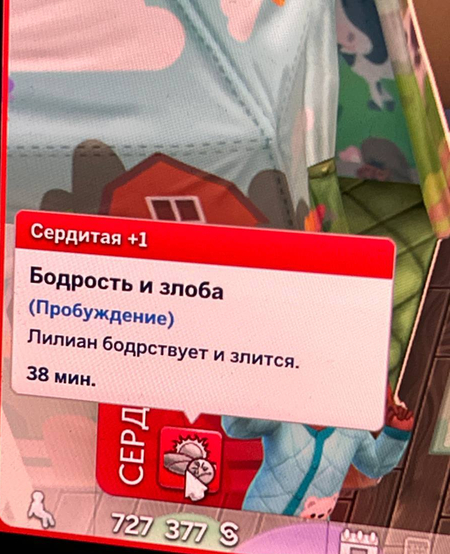 Сердитая +1
Бодрость и злоба
(Пробуждение)
Лилиан бодрствует и злится.
38 мин.
СЕРД
727 377